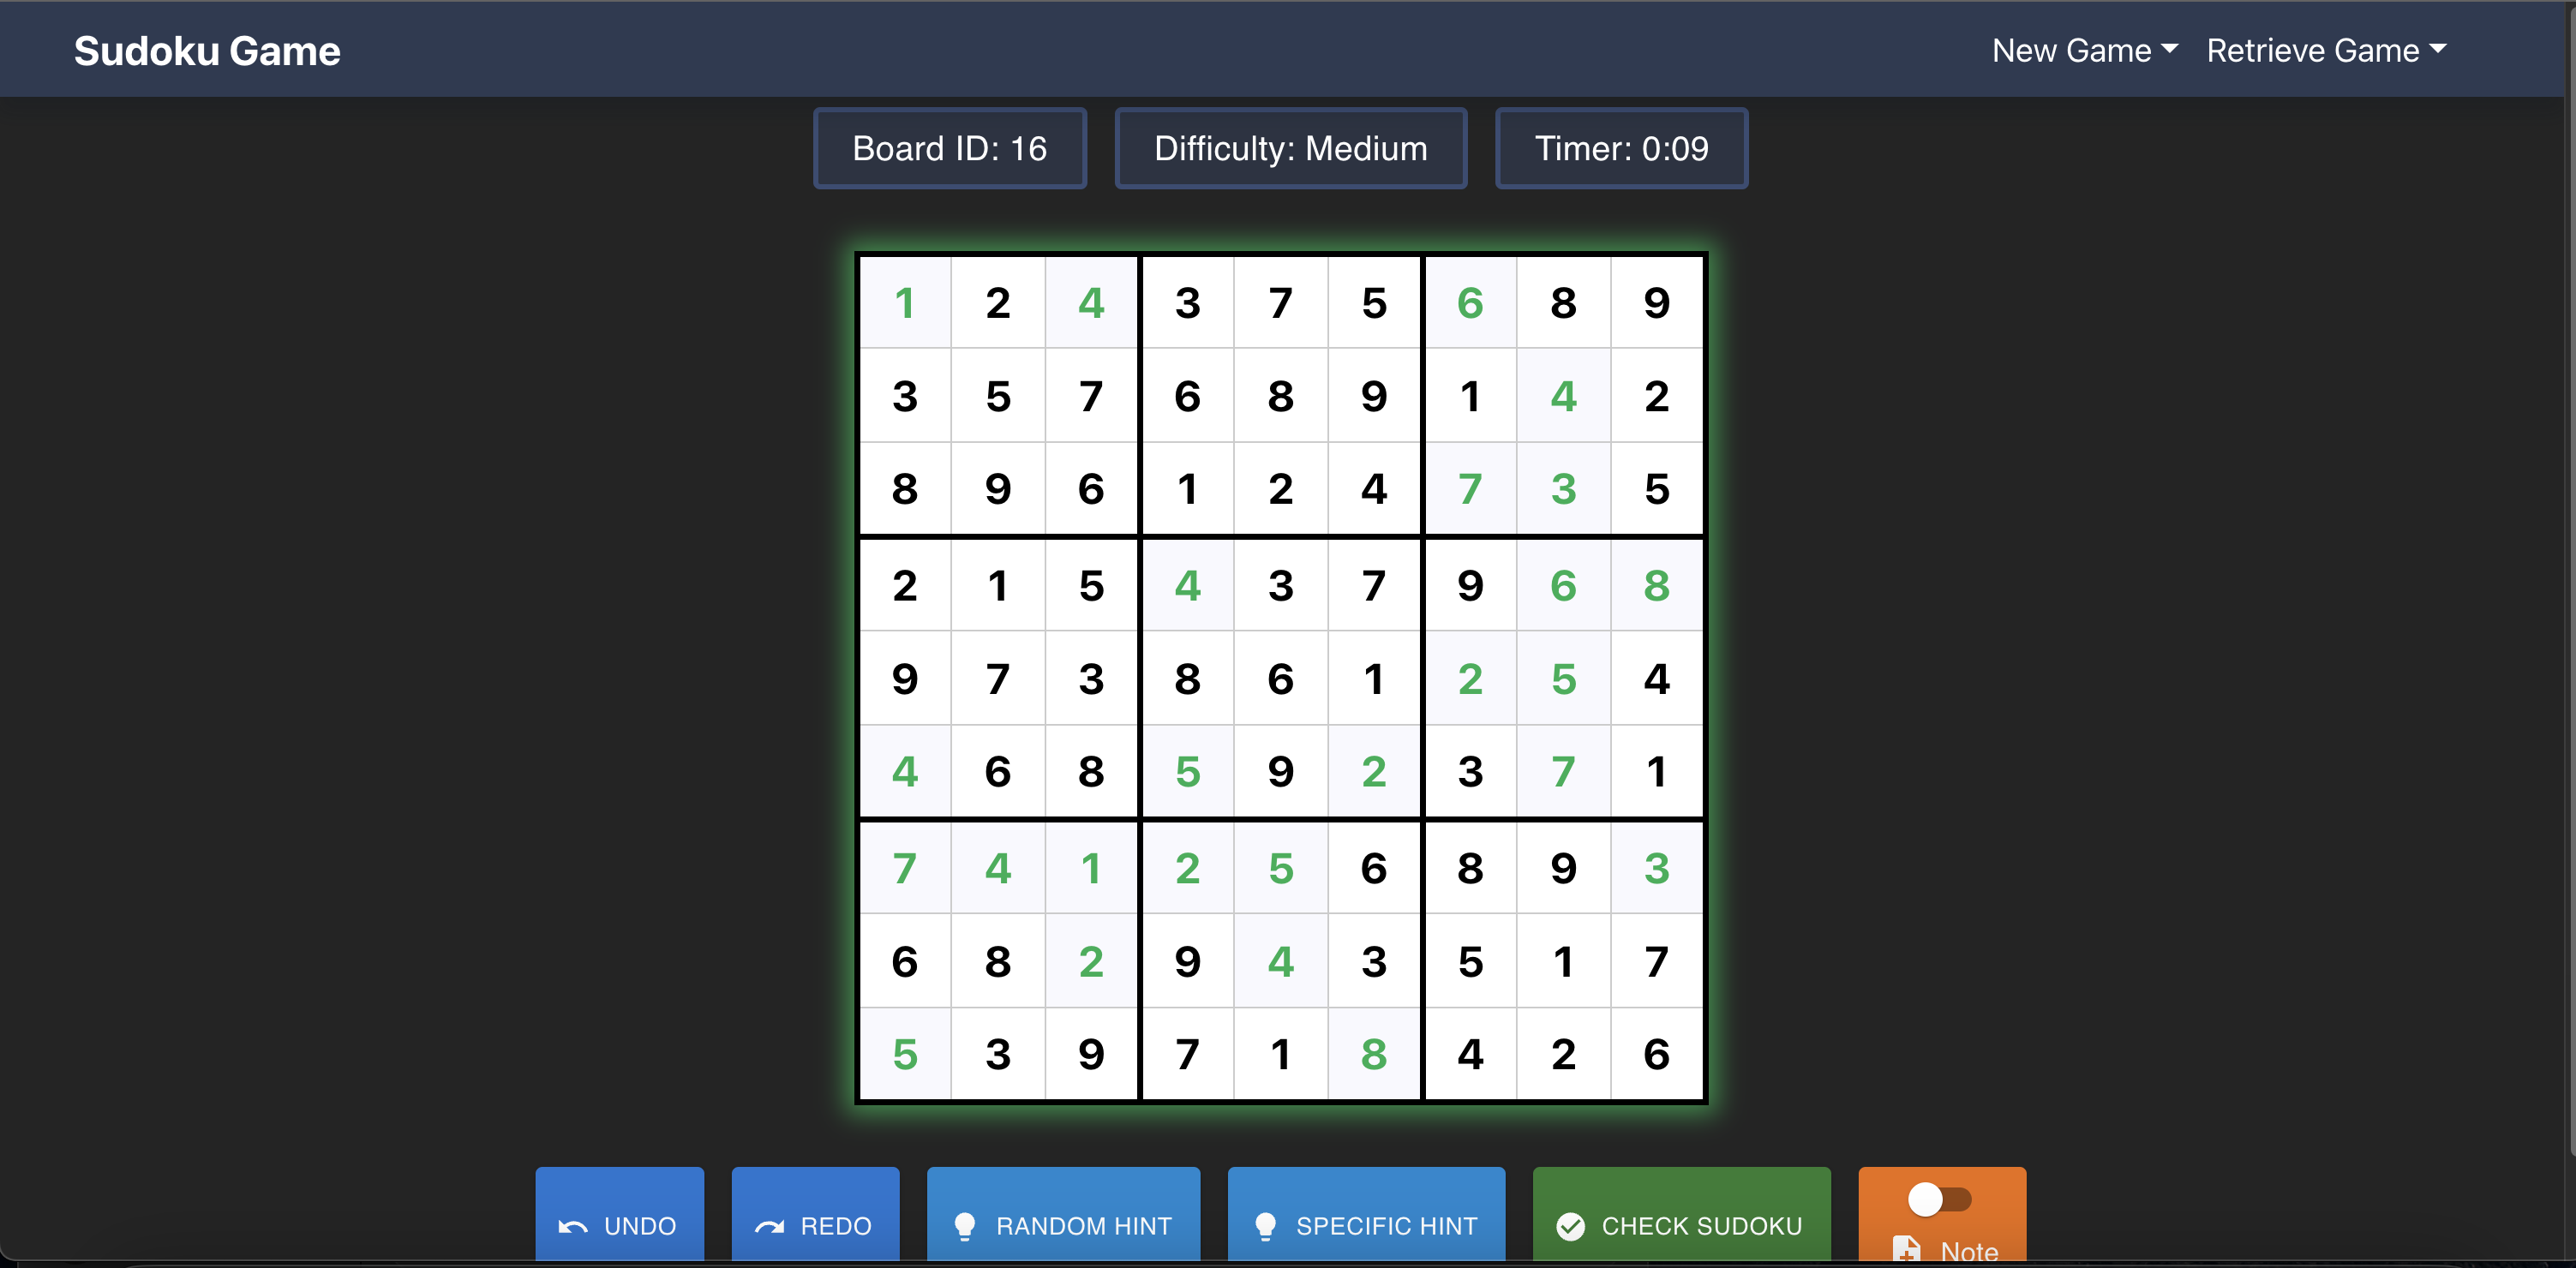 Sudoku Game New Game Retrieve Game
Board ID: 16 Difficulty: Medium Timer: 0:09
1 2 4 3 7 5 6 8 9
3 5 7 6 8 9 1 4 2
8 9 6 1 2 4 7 3 5
2 1 5 4 3 7 9 6 8
9 7 3 8 6 1 2 5 4
4 6 8 5 9 2 3 7 1
7 4 1 2 5 6 8 9 3
6 8 2 9 4 3 5 1 7
5 3 9 7 1 8 4 2 6
UNDO REDO RANDOM HINT SPECIFIC HINT CHECK SUDOKU
Note